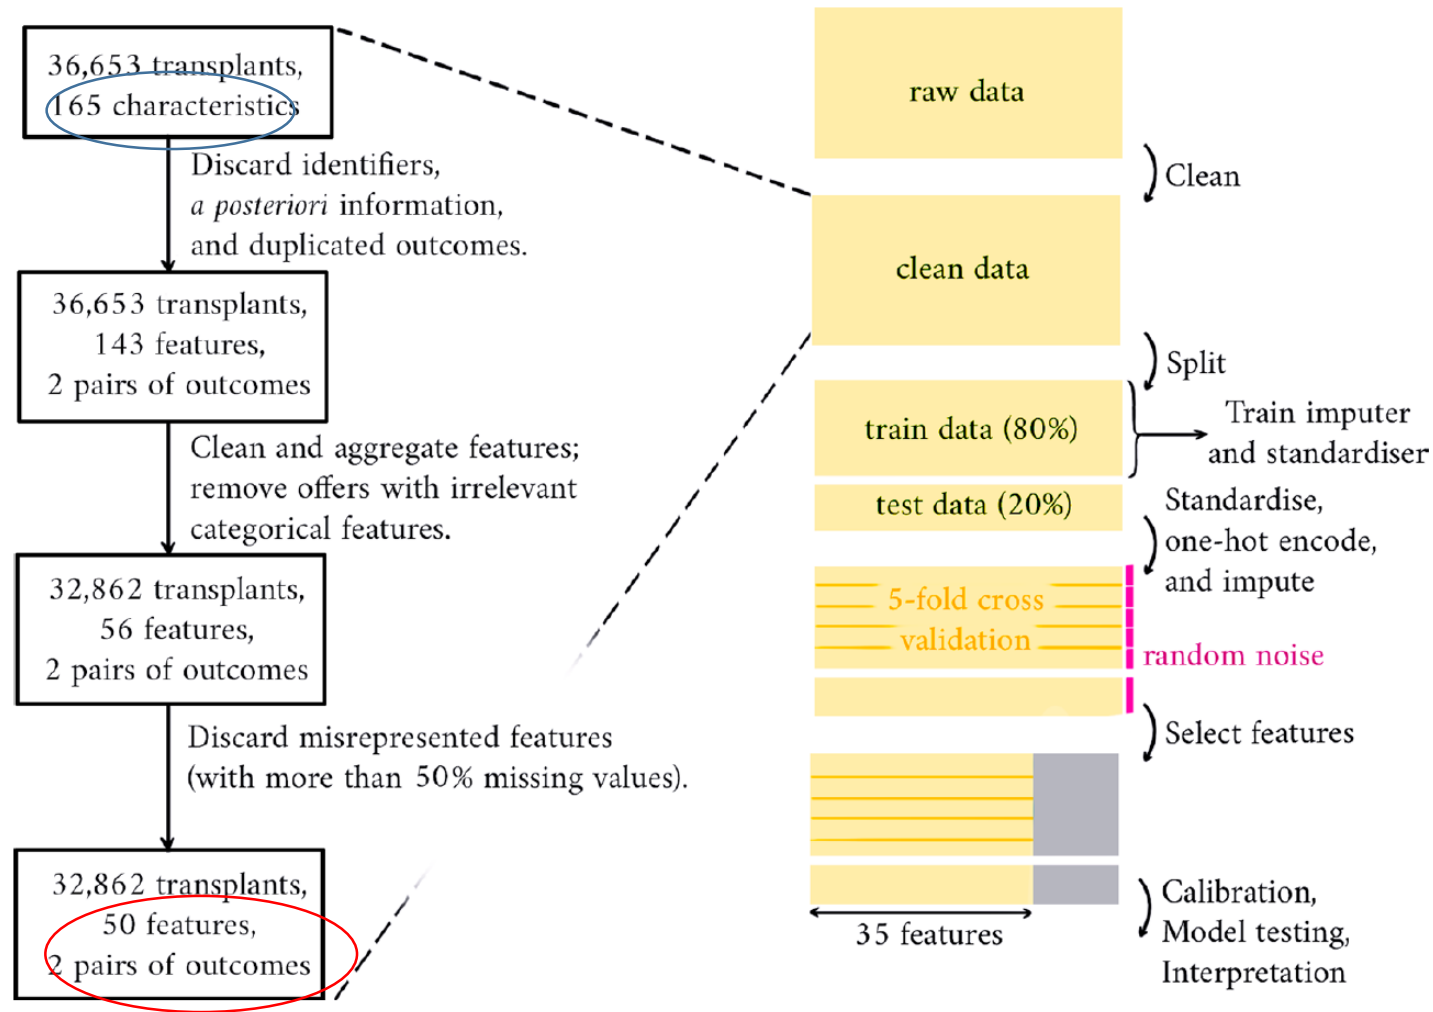 36,653 transplants,
165 characteristics
Discard identifiers,
a posteriori information,
and duplicated outcomes.
36,653 transplants,
143 features,
2 pairs of outcomes
Clean and aggregate features;
remove offers with irrelevant
categorical features.
32,862 transplants,
56 features,
2 pairs of outcomes
Discard misrepresented features
(with more than 50% missing values).
32,862 transplants,
50 features,
2 pairs of outcomes
raw data
Clean
clean data
Split
train data (80%)
Train imputer
and standardiser
test data (20%)
Standardise,
one-hot encode,
and impute
5-fold cross
validation
random noise
Select features
35 features
Calibration,
Model testing,
Interpretation